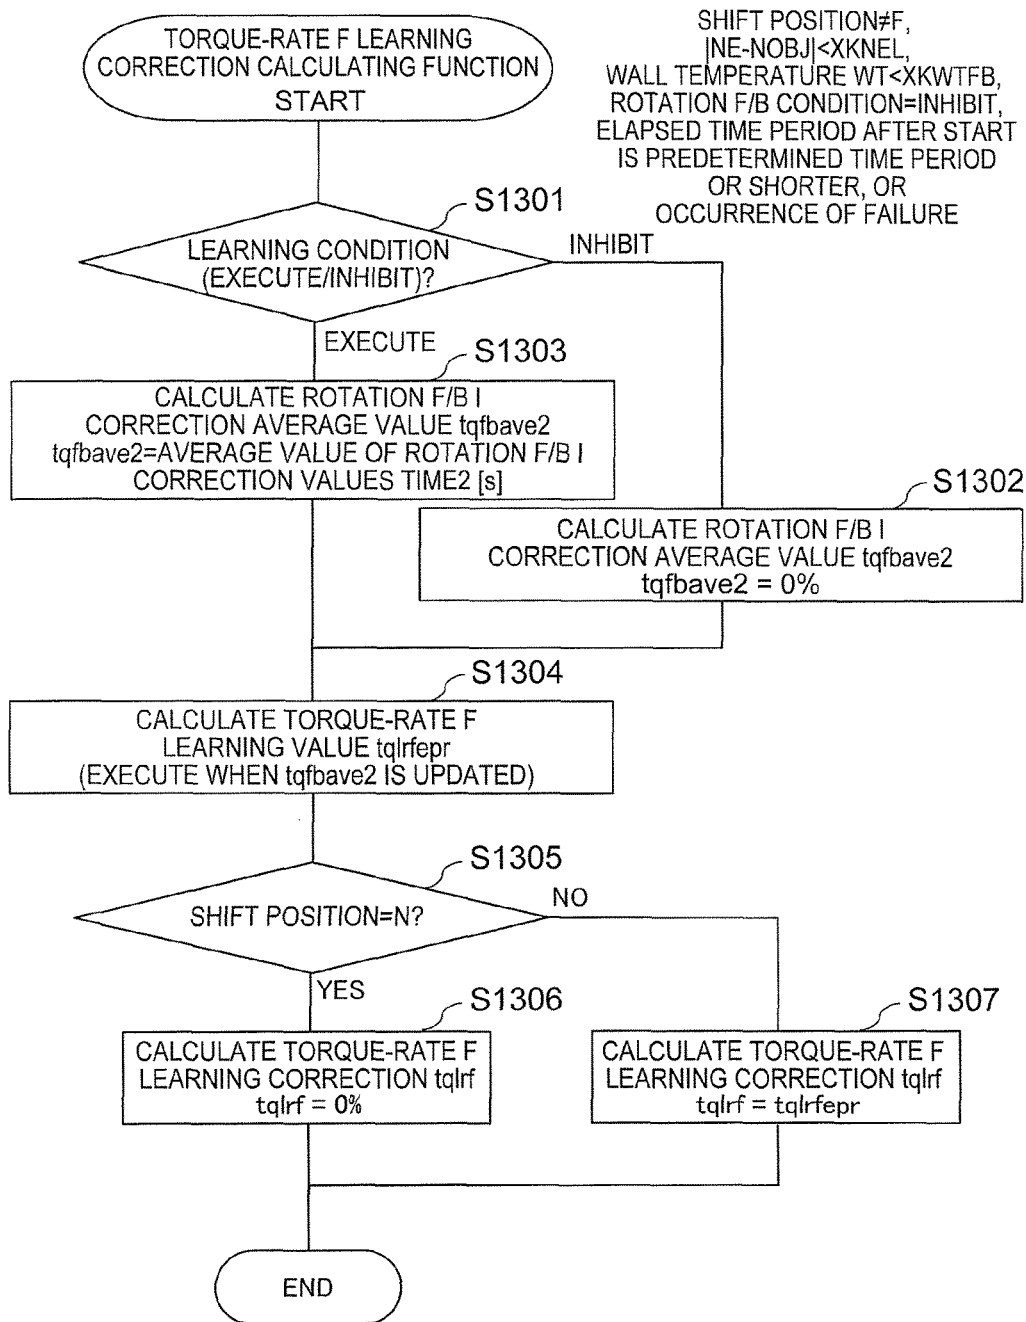 TORQUE-RATE F LEARNING
CORRECTION CALCULATING FUNCTION
START
SHIFT POSITION≠F,
|NE-NOBJ|<XKNEL,
WALL TEMPERATURE WT<XKWTFB,
ROTATION F/B CONDITION=INHIBIT,
ELAPSED TIME PERIOD AFTER START
IS PREDETERMINED TIME PERIOD
OR SHORTER, OR
OCCURRENCE OF FAILURE
S1301
LEARNING CONDITION
(EXECUTE/INHIBIT)?
INHIBIT
EXECUTE
S1303
CALCULATE ROTATION F/B I
CORRECTION AVERAGE VALUE tqfbave2
tqfbave2=AVERAGE VALUE OF ROTATION F/B I
CORRECTION VALUES TIME2 [s]
S1302
CALCULATE ROTATION F/B I
CORRECTION AVERAGE VALUE tqfbave2
tqfbave2 = 0%
S1304
CALCULATE TORQUE-RATE F
LEARNING VALUE tqlrfepr
(EXECUTE WHEN tqfbave2 IS UPDATED)
S1305
SHIFT POSITION=N?
NO
YES
S1306
CALCULATE TORQUE-RATE F
LEARNING CORRECTION tqlrf
tqlrf = 0%
S1307
CALCULATE TORQUE-RATE F
LEARNING CORRECTION tqlrf
tqlrf = tqlrfepr
END